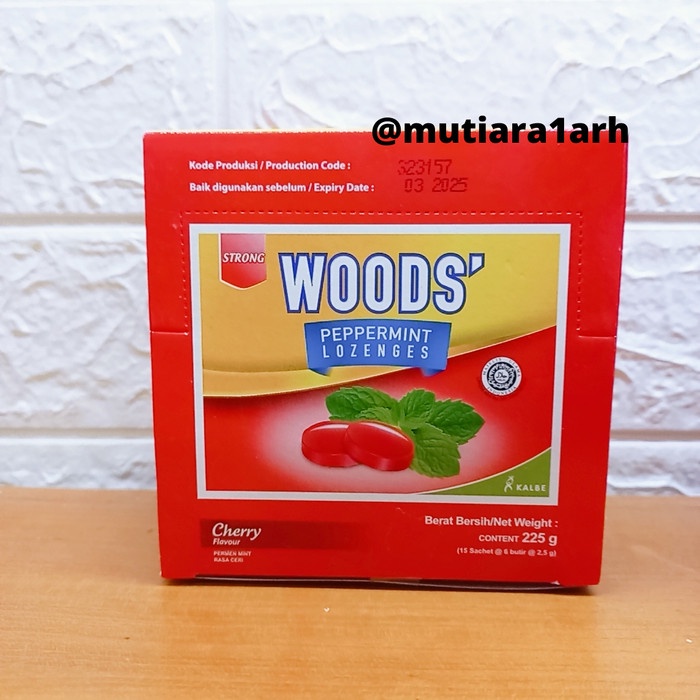 @mutiara1arh
Kode Produksi / Production Code : 323157
Baik digunakan sebelum / Expiry Date : 03 2025
STRONG
WOODS'
PEPPERMINT
LOZENGES
KALBE
Cherry
Flavour
PERMEN MINT
RASA CERI
Berat Bersih/Net Weight :
CONTENT 225 g
(15 Sachet @ 6 butir @ 2,5 g)